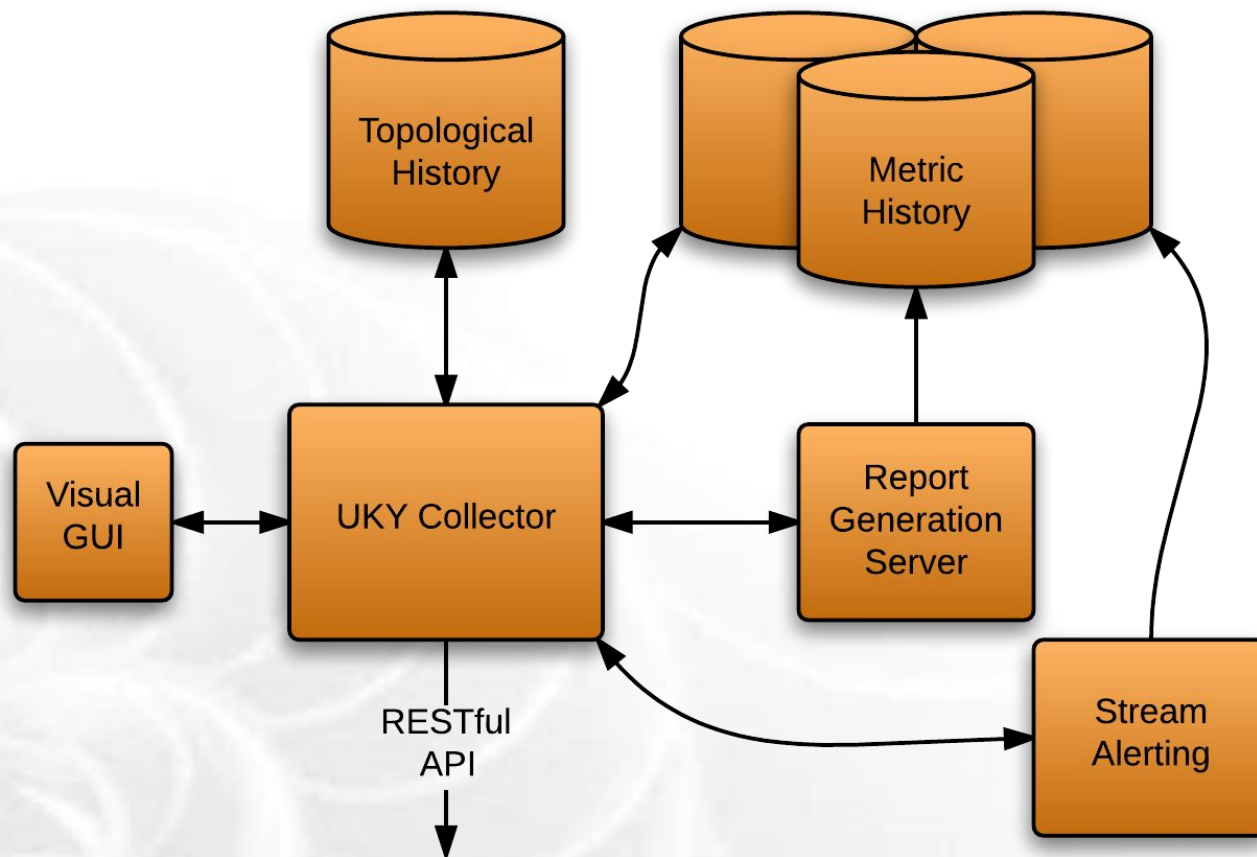 Topological
History
Metric
History
Visual
GUI
UKY Collector
Report
Generation
Server
RESTful
API
Stream
Alerting